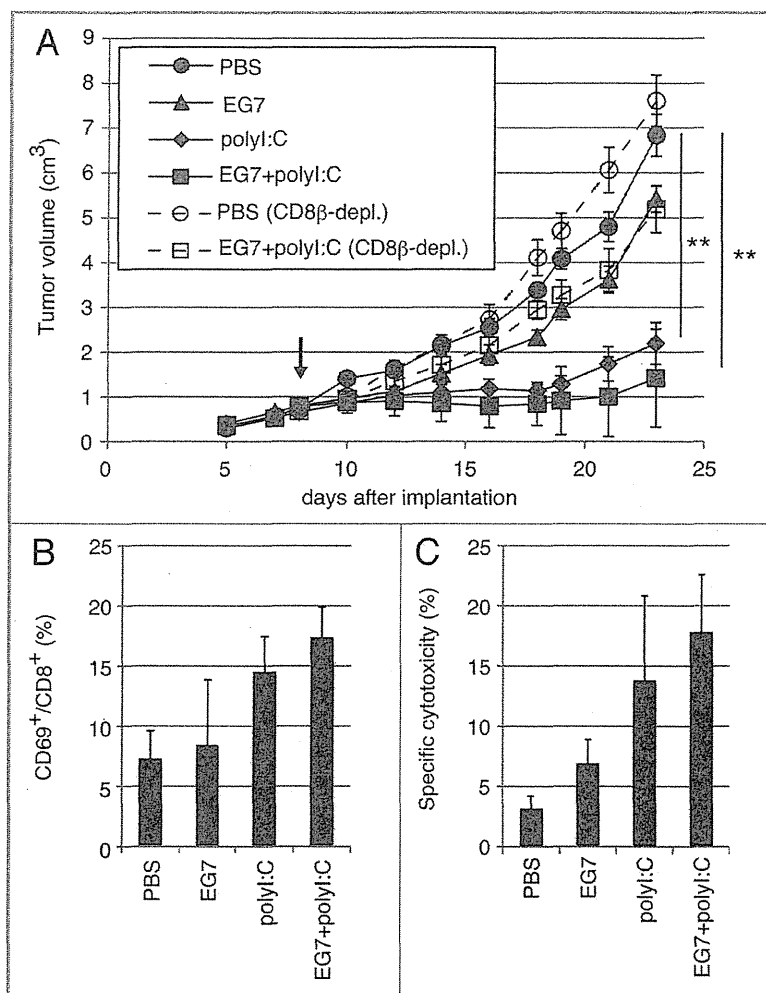 A
9
8
7
6
5
4
3
2
1
0
Tumor volume (cm3)
PBS
EG7
polyI:C
EG7+polyI:C
PBS (CD8β-depl.)
EG7+polyI:C (CD8β-depl.)
**
**
0 5 10 15 20 25
days after implantation
B
25
20
15
10
5
0
CD69+/CD8+ (%)
PBS
EG7
polyI:C
EG7+polyI:C
C
25
20
15
10
5
0
Specific cytotoxicity (%)
PBS
EG7
polyI:C
EG7+polyI:C